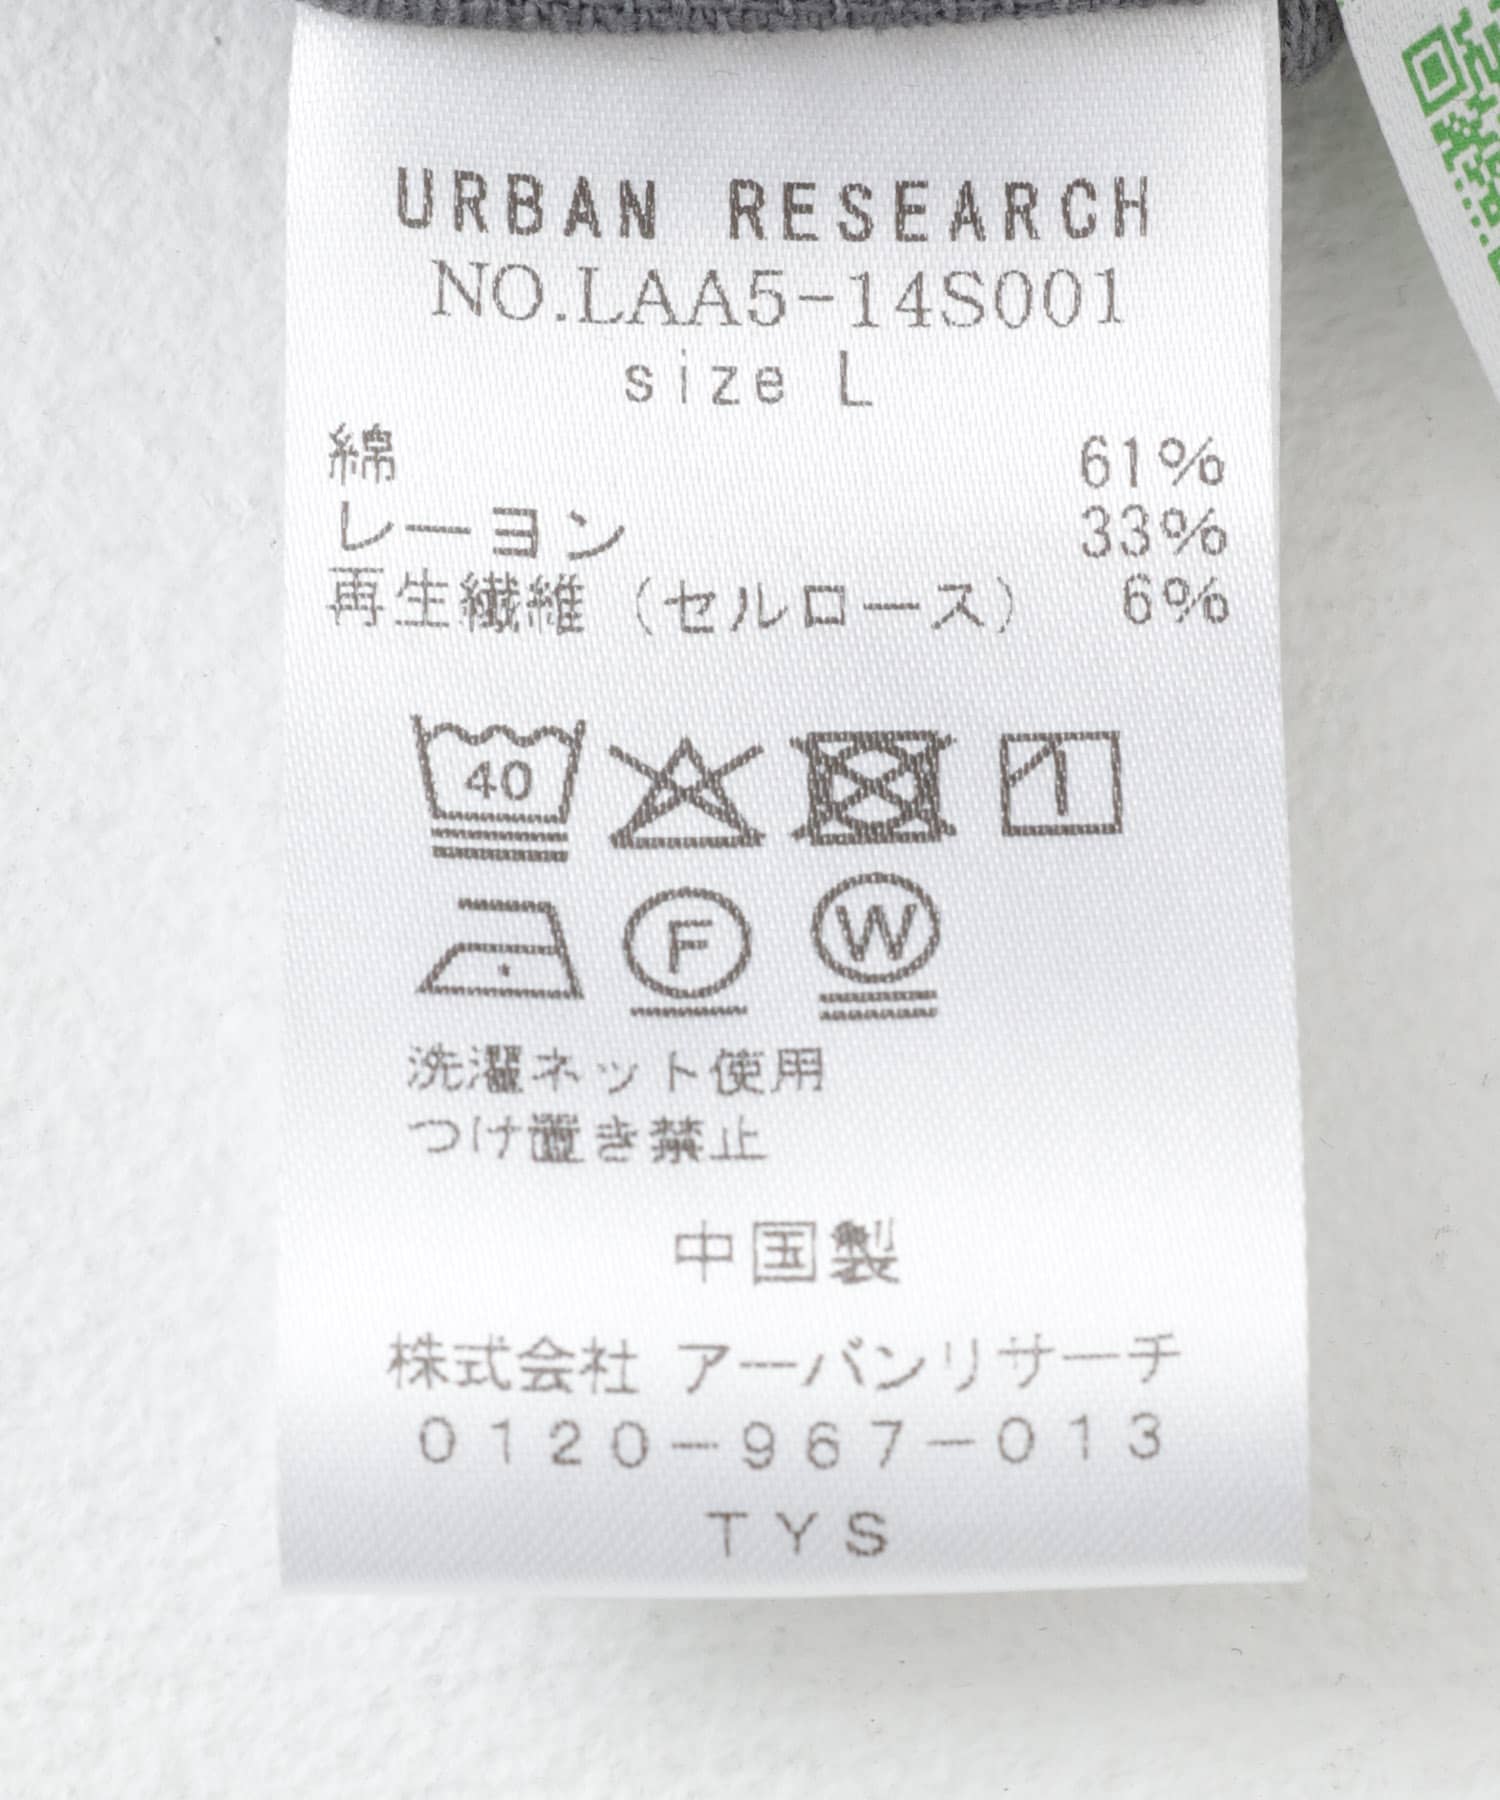 URBAN RESEARCH
NO.LAA5-14S001
size L
綿 61%
レーヨン 33%
再生繊維（セルロース） 6%
40
F W
洗濯ネット使用
つけ置き禁止
中国製
株式会社 アーバンリサーチ
0120-967-013
TYS